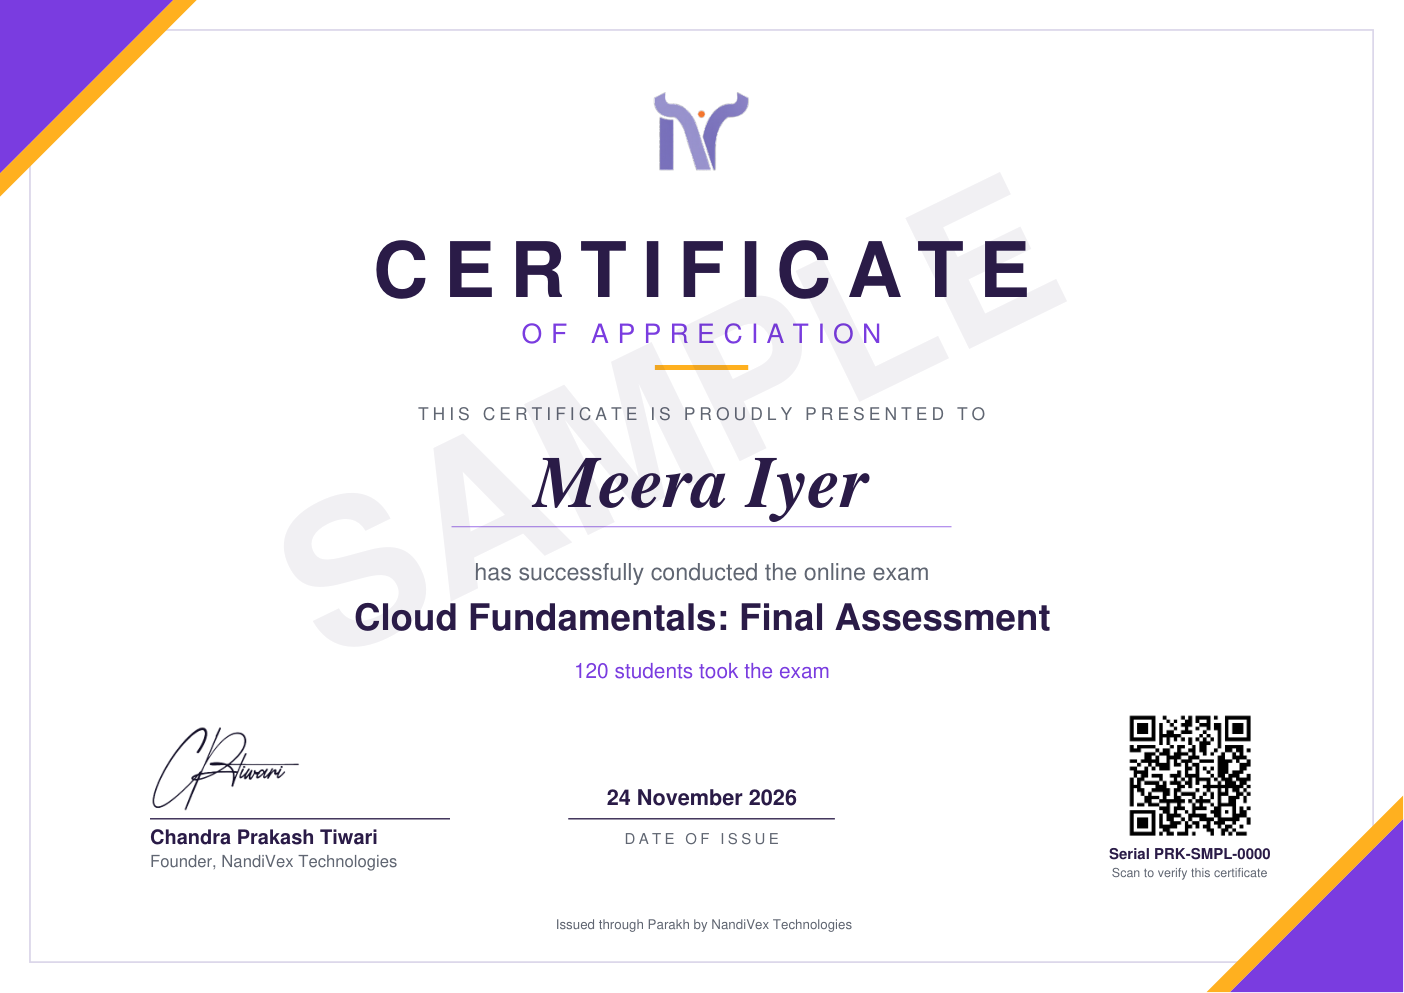 CERTIFICATE
OF APPRECIATION
THIS CERTIFICATE IS PROUDLY PRESENTED TO
Meera Iyer
has successfully conducted the online exam
Cloud Fundamentals: Final Assessment
120 students took the exam
SAMPLE
CPTiwari
Chandra Prakash Tiwari
Founder, NandiVex Technologies
24 November 2026
DATE OF ISSUE
Serial PRK-SMPL-0000
Scan to verify this certificate
Issued through Parakh by NandiVex Technologies